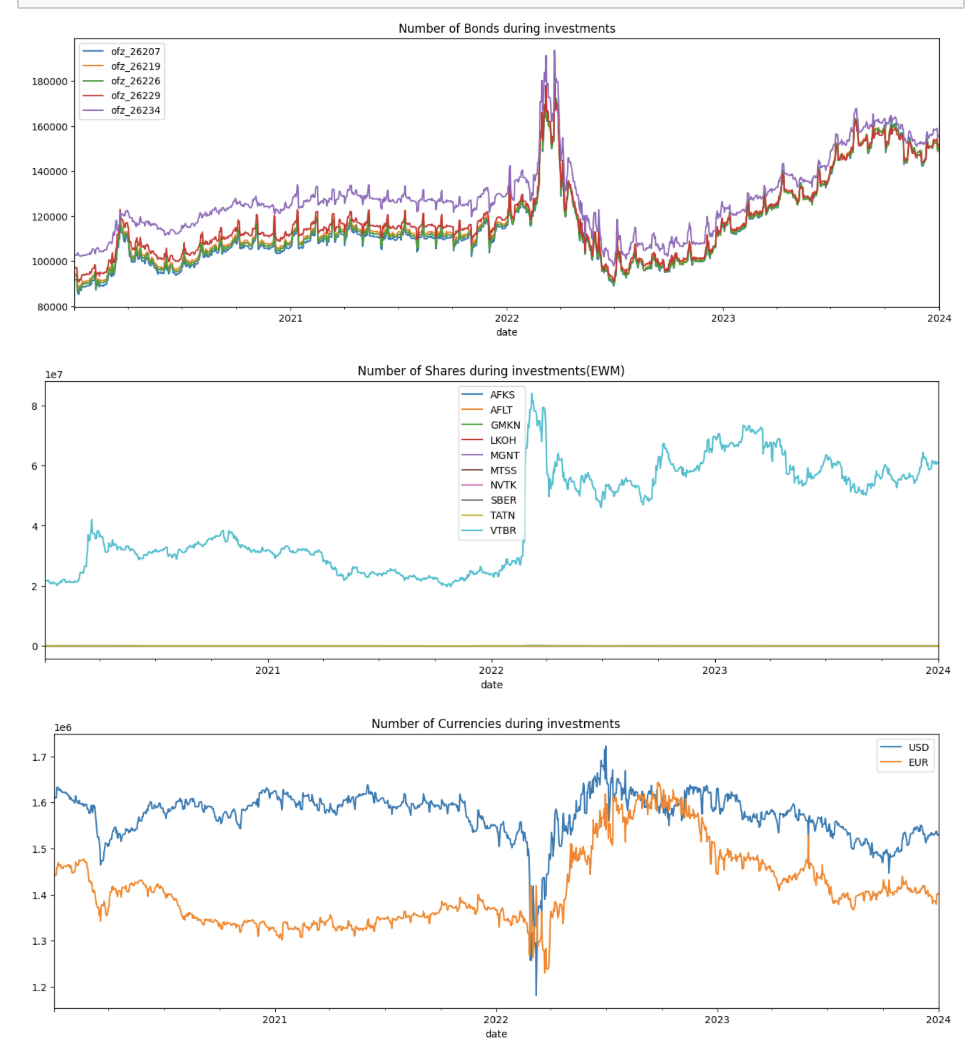 Number of Bonds during investments
ofz_26207
ofz_26219
ofz_26226
ofz_26229
ofz_26234
180000
160000
140000
120000
100000
80000
2021
2022
2023
2024
date
Number of Shares during investments(EWM)
1e7
AFKS
AFLT
GMKN
LKOH
MGNT
MTSS
NVTK
SBER
TATN
VTBR
8
6
4
2
0
2021
2022
2023
2024
date
Number of Currencies during investments
1e6
USD
EUR
1.7
1.6
1.5
1.4
1.3
1.2
2021
2022
2023
2024
date